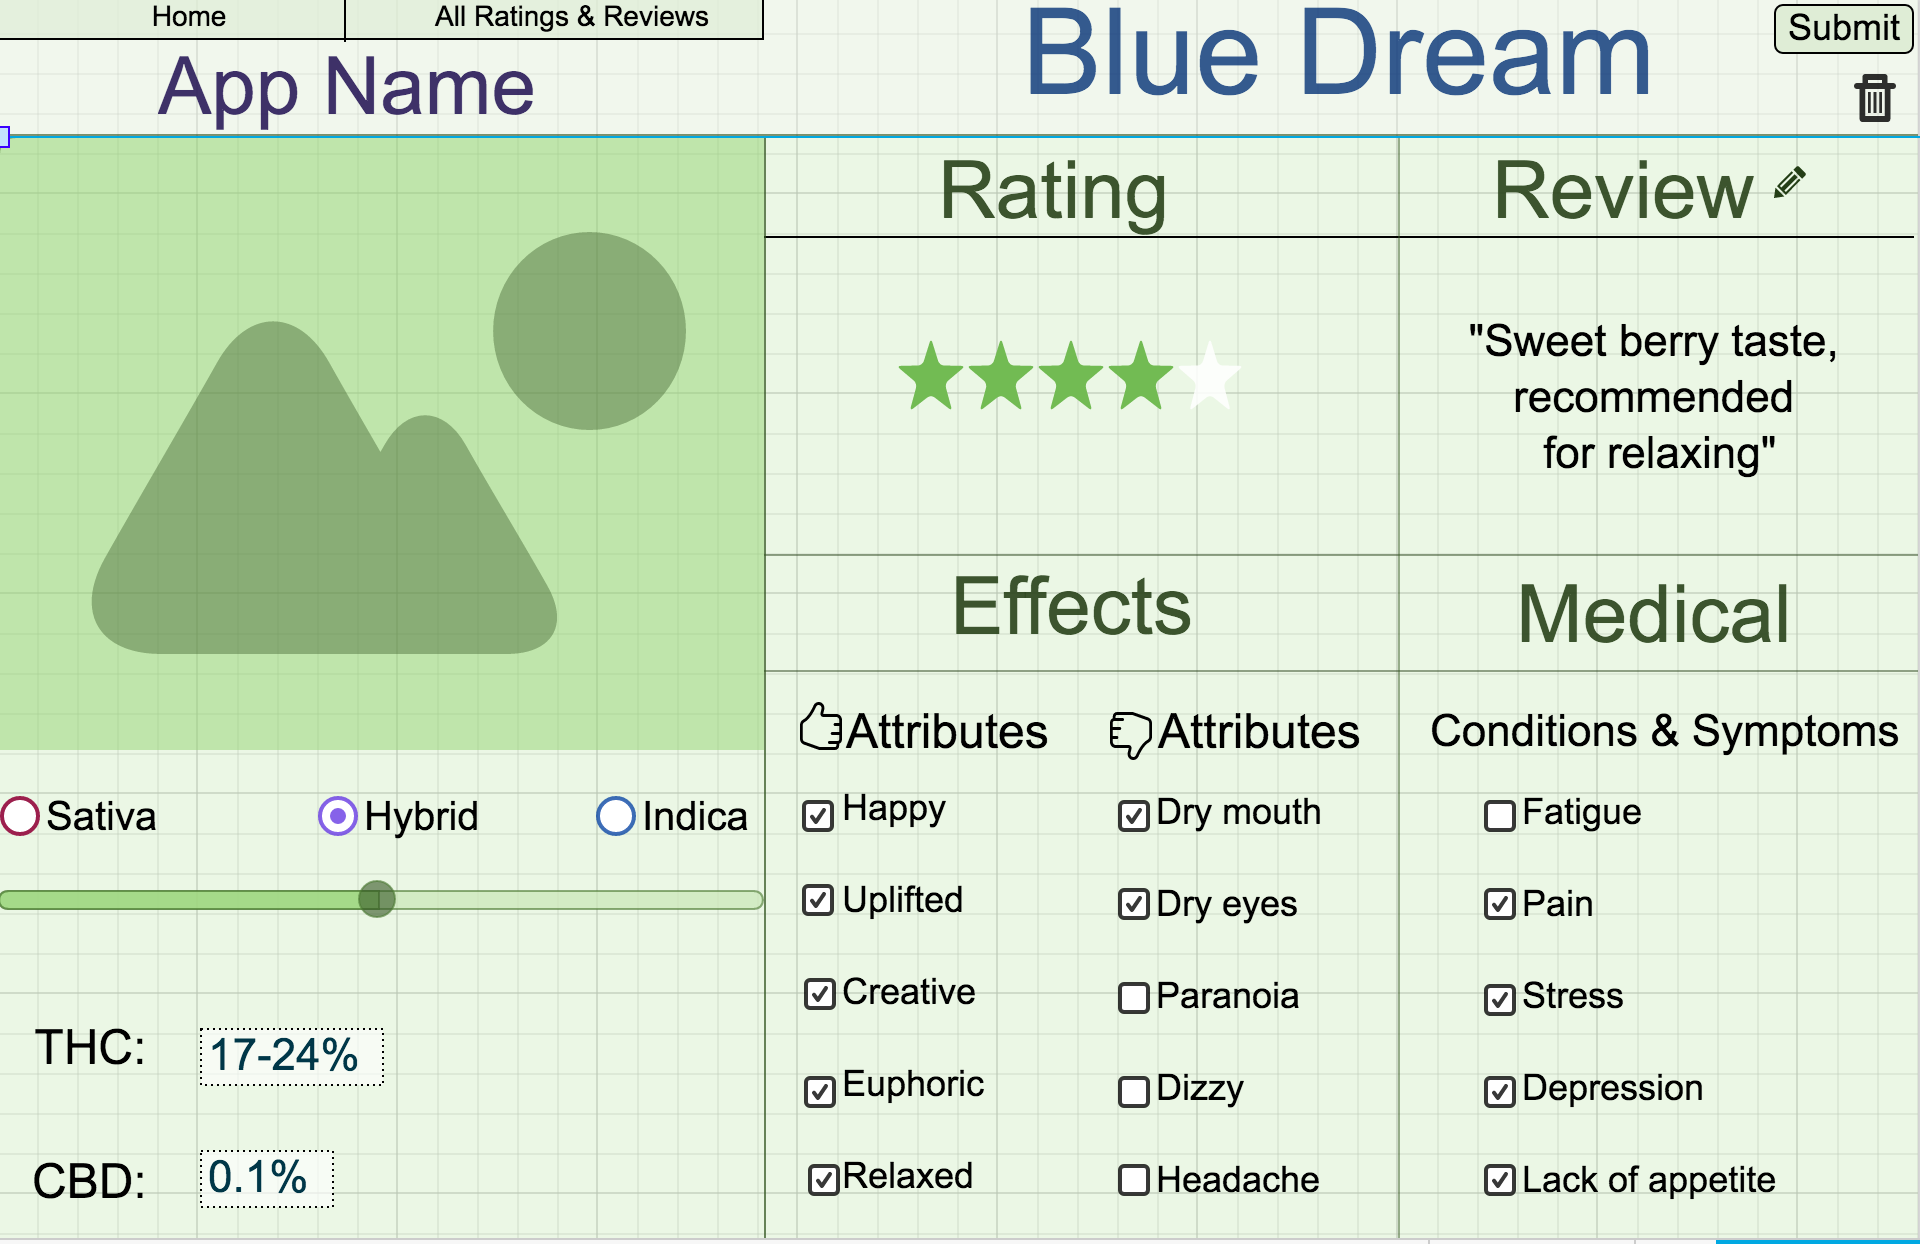 Home
All Ratings & Reviews
App Name
Blue Dream
Submit
Rating
Review
"Sweet berry taste,
recommended
for relaxing"
Sativa
Hybrid
Indica
THC:
17-24%
CBD:
0.1%
Effects
Attributes
Happy
Uplifted
Creative
Euphoric
Relaxed
Attributes
Dry mouth
Dry eyes
Paranoia
Dizzy
Headache
Medical
Conditions & Symptoms
Fatigue
Pain
Stress
Depression
Lack of appetite